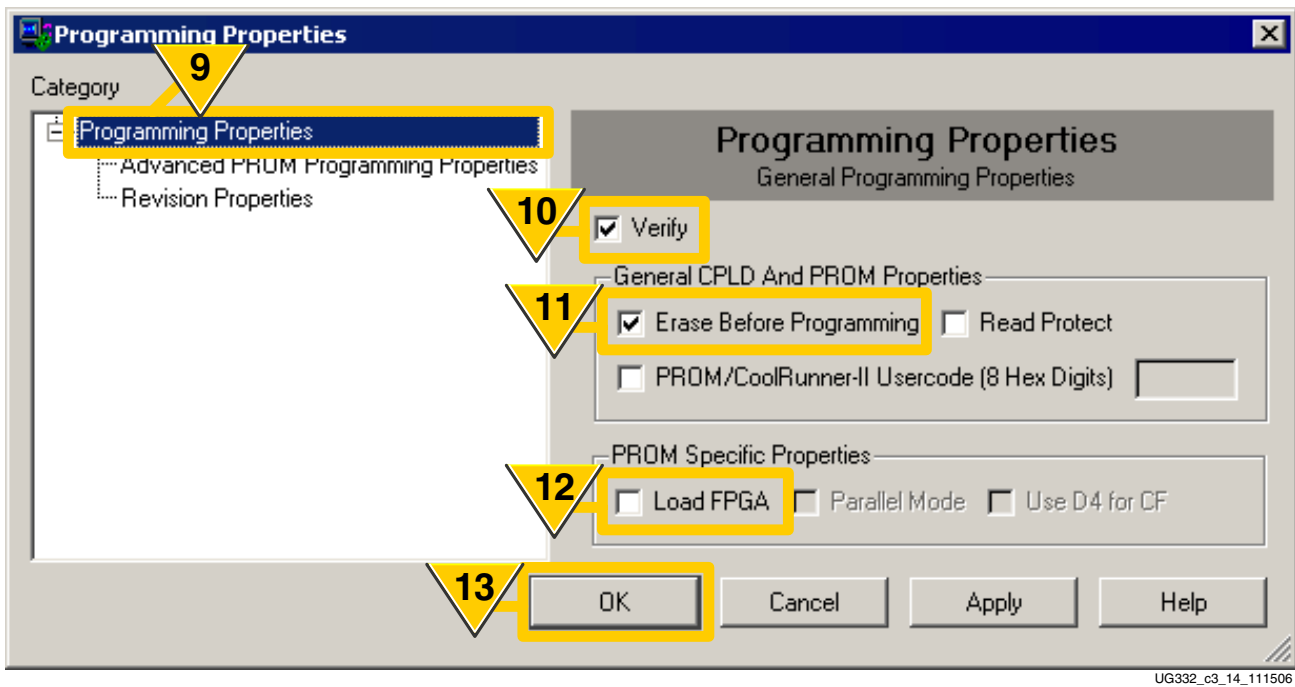 Programming Properties
9
Category
Programming Properties
Advanced PROM Programming Properties
Revision Properties
Programming Properties
General Programming Properties
10
Verify
General CPLD And PROM Properties
11
Erase Before Programming Read Protect
PROM/CoolRunner-II Usercode (8 Hex Digits)
PROM Specific Properties
12
Load FPGA Parallel Mode Use D4 for CF
13
OK Cancel Apply Help
UG332_c3_14_111506